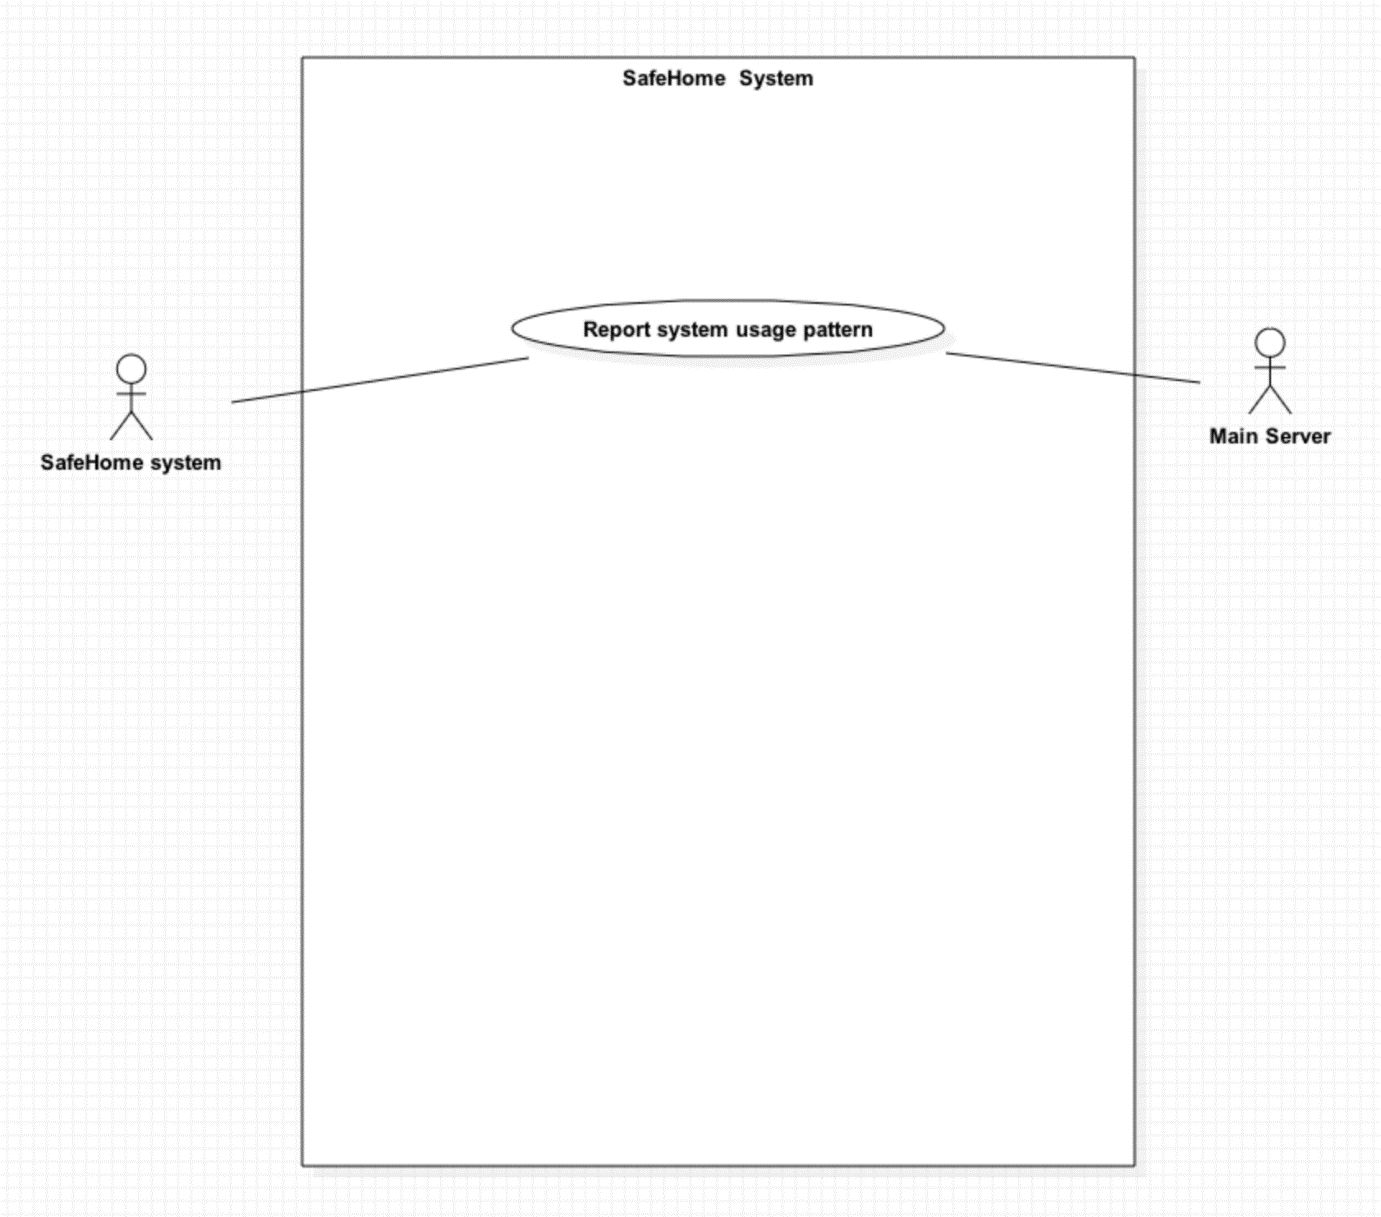 SafeHome  System
Report system usage pattern
SafeHome system
Main Server